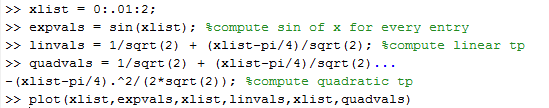 >> xlist = 0:.01:2;
>> expvals = sin(xlist); %compute sin of x for every entry
>> linvals = 1/sqrt(2) + (xlist-pi/4)/sqrt(2); %compute linear tp
>> quadvals = 1/sqrt(2) + (xlist-pi/4)/sqrt(2)...
-(xlist-pi/4).^2/(2*sqrt(2)); %compute quadratic tp
>> plot(xlist,expvals,xlist,linvals,xlist,quadvals)